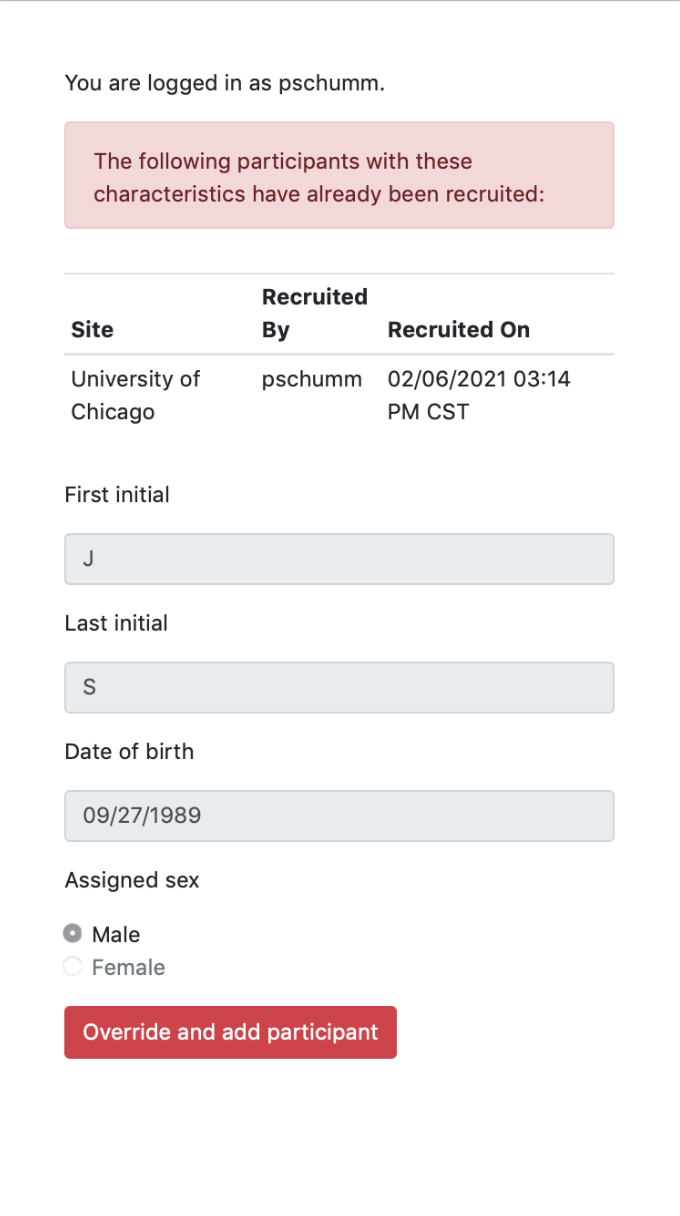 You are logged in as pschumm.
The following participants with these
characteristics have already been recruited:
Recruited
Site By Recruited On
University of pschumm 02/06/2021 03:14
Chicago PM CST
First initial
J
Last initial
S
Date of birth
09/27/1989
Assigned sex
Male
Female
Override and add participant